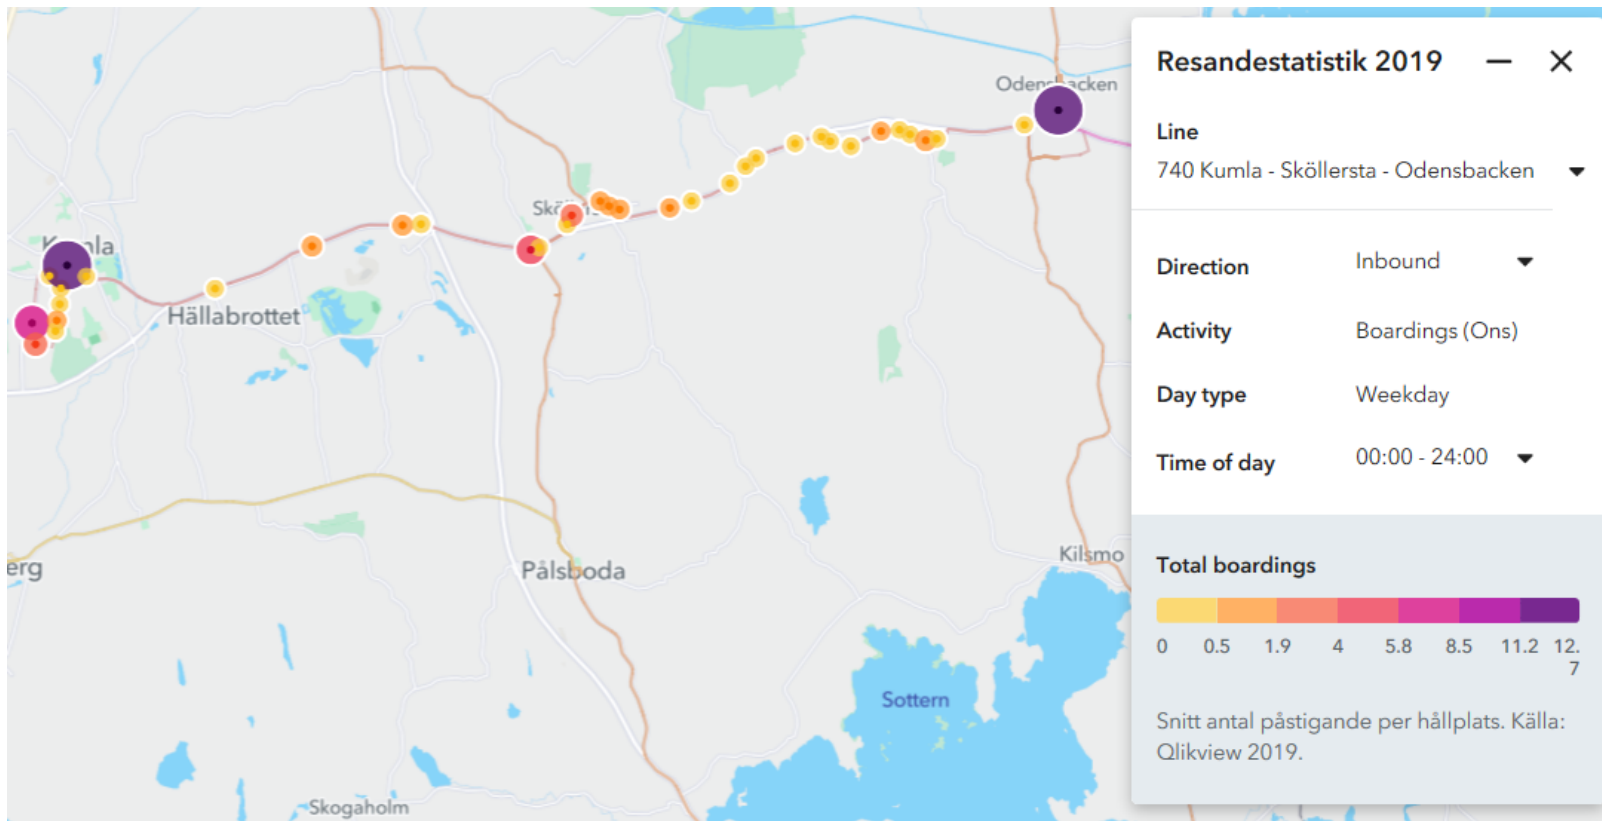 Resandestatistik 2019
Line
740 Kumla - Sköllersta - Odensbacken
Direction
Inbound
Activity
Boardings (Ons)
Day type
Weekday
Time of day
00:00 - 24:00
Total boardings
0 0.5 1.9 4 5.8 8.5 11.2 12.
7
Snitt antal påstigande per hållplats. Källa:
Qlikview 2019.
Hällabrottet
erg
Pålsboda
Kilsmo
Sottern
Skogaholm